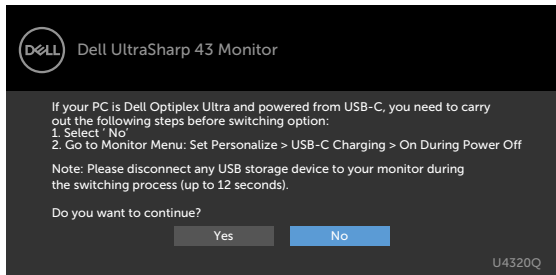 DELL
Dell UltraSharp 43 Monitor
If your PC is Dell Optiplex Ultra and powered from USB-C, you need to carry
out the following steps before switching option:
1. Select ‘ No’
2. Go to Monitor Menu: Set Personalize > USB-C Charging > On During Power Off
Note: Please disconnect any USB storage device to your monitor during
the switching process (up to 12 seconds).
Do you want to continue?
Yes No
U4320Q